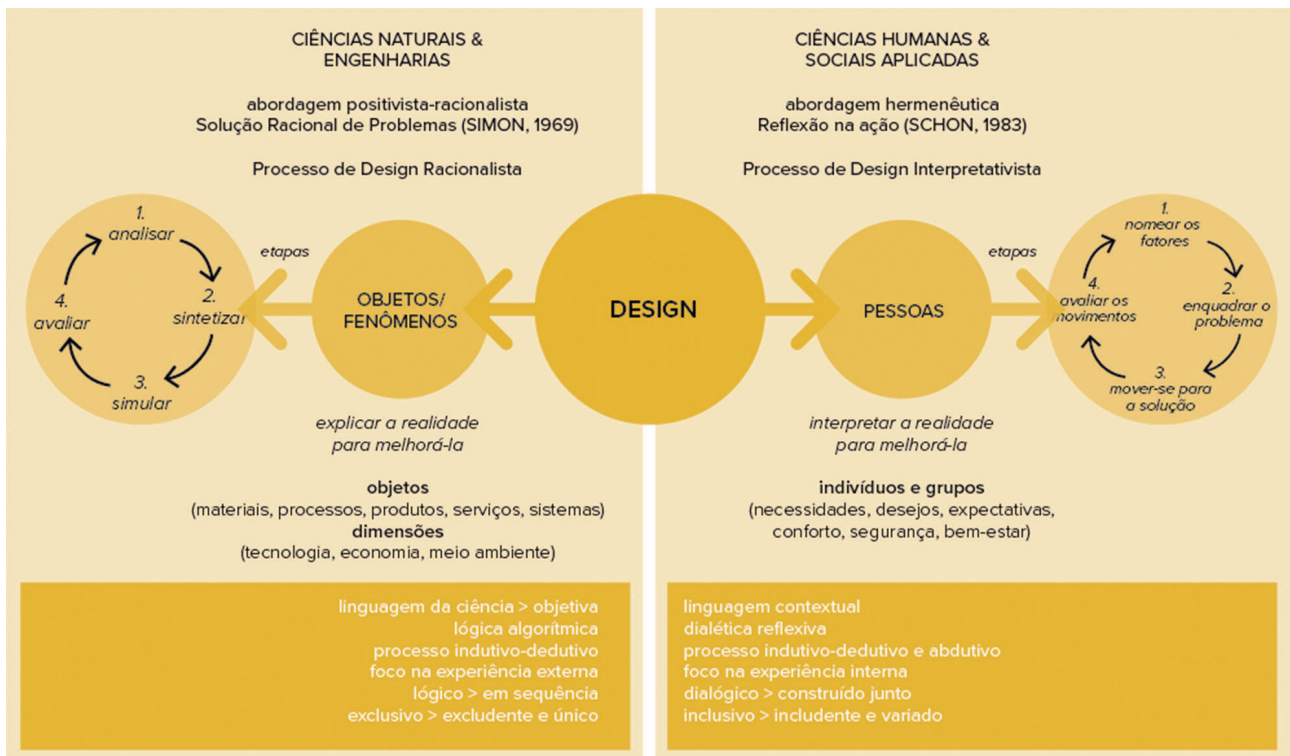 CIÊNCIAS NATURAIS &
ENGENHARIAS
abordagem positivista-racionalista
Solução Racional de Problemas (SIMON, 1969)
Processo de Design Racionalista
1.
analisar
2.
sintetizar
3.
simular
4.
avaliar
etapas
OBJETOS/
FENÔMENOS
explicar a realidade
para melhorá-la
objetos
(materiais, processos, produtos, serviços, sistemas)
dimensões
(tecnologia, economia, meio ambiente)
linguagem da ciência > objetiva
lógica algorítmica
processo indutivo-dedutivo
foco na experiência externa
lógico > em sequência
exclusivo > excludente e único
DESIGN
CIÊNCIAS HUMANAS &
SOCIAIS APLICADAS
abordagem hermenêutica
Reflexão na ação (SCHON, 1983)
Processo de Design Interpretativista
PESSOAS
etapas
1.
nomear os
fatores
2.
enquadrar o
problema
3.
mover-se para
a solução
4.
avaliar os
movimentos
interpretar a realidade
para melhorá-la
indivíduos e grupos
(necessidades, desejos, expectativas,
conforto, segurança, bem-estar)
linguagem contextual
dialética reflexiva
processo indutivo-dedutivo e abdutivo
foco na experiência interna
dialógico > construído junto
inclusivo > includente e variado